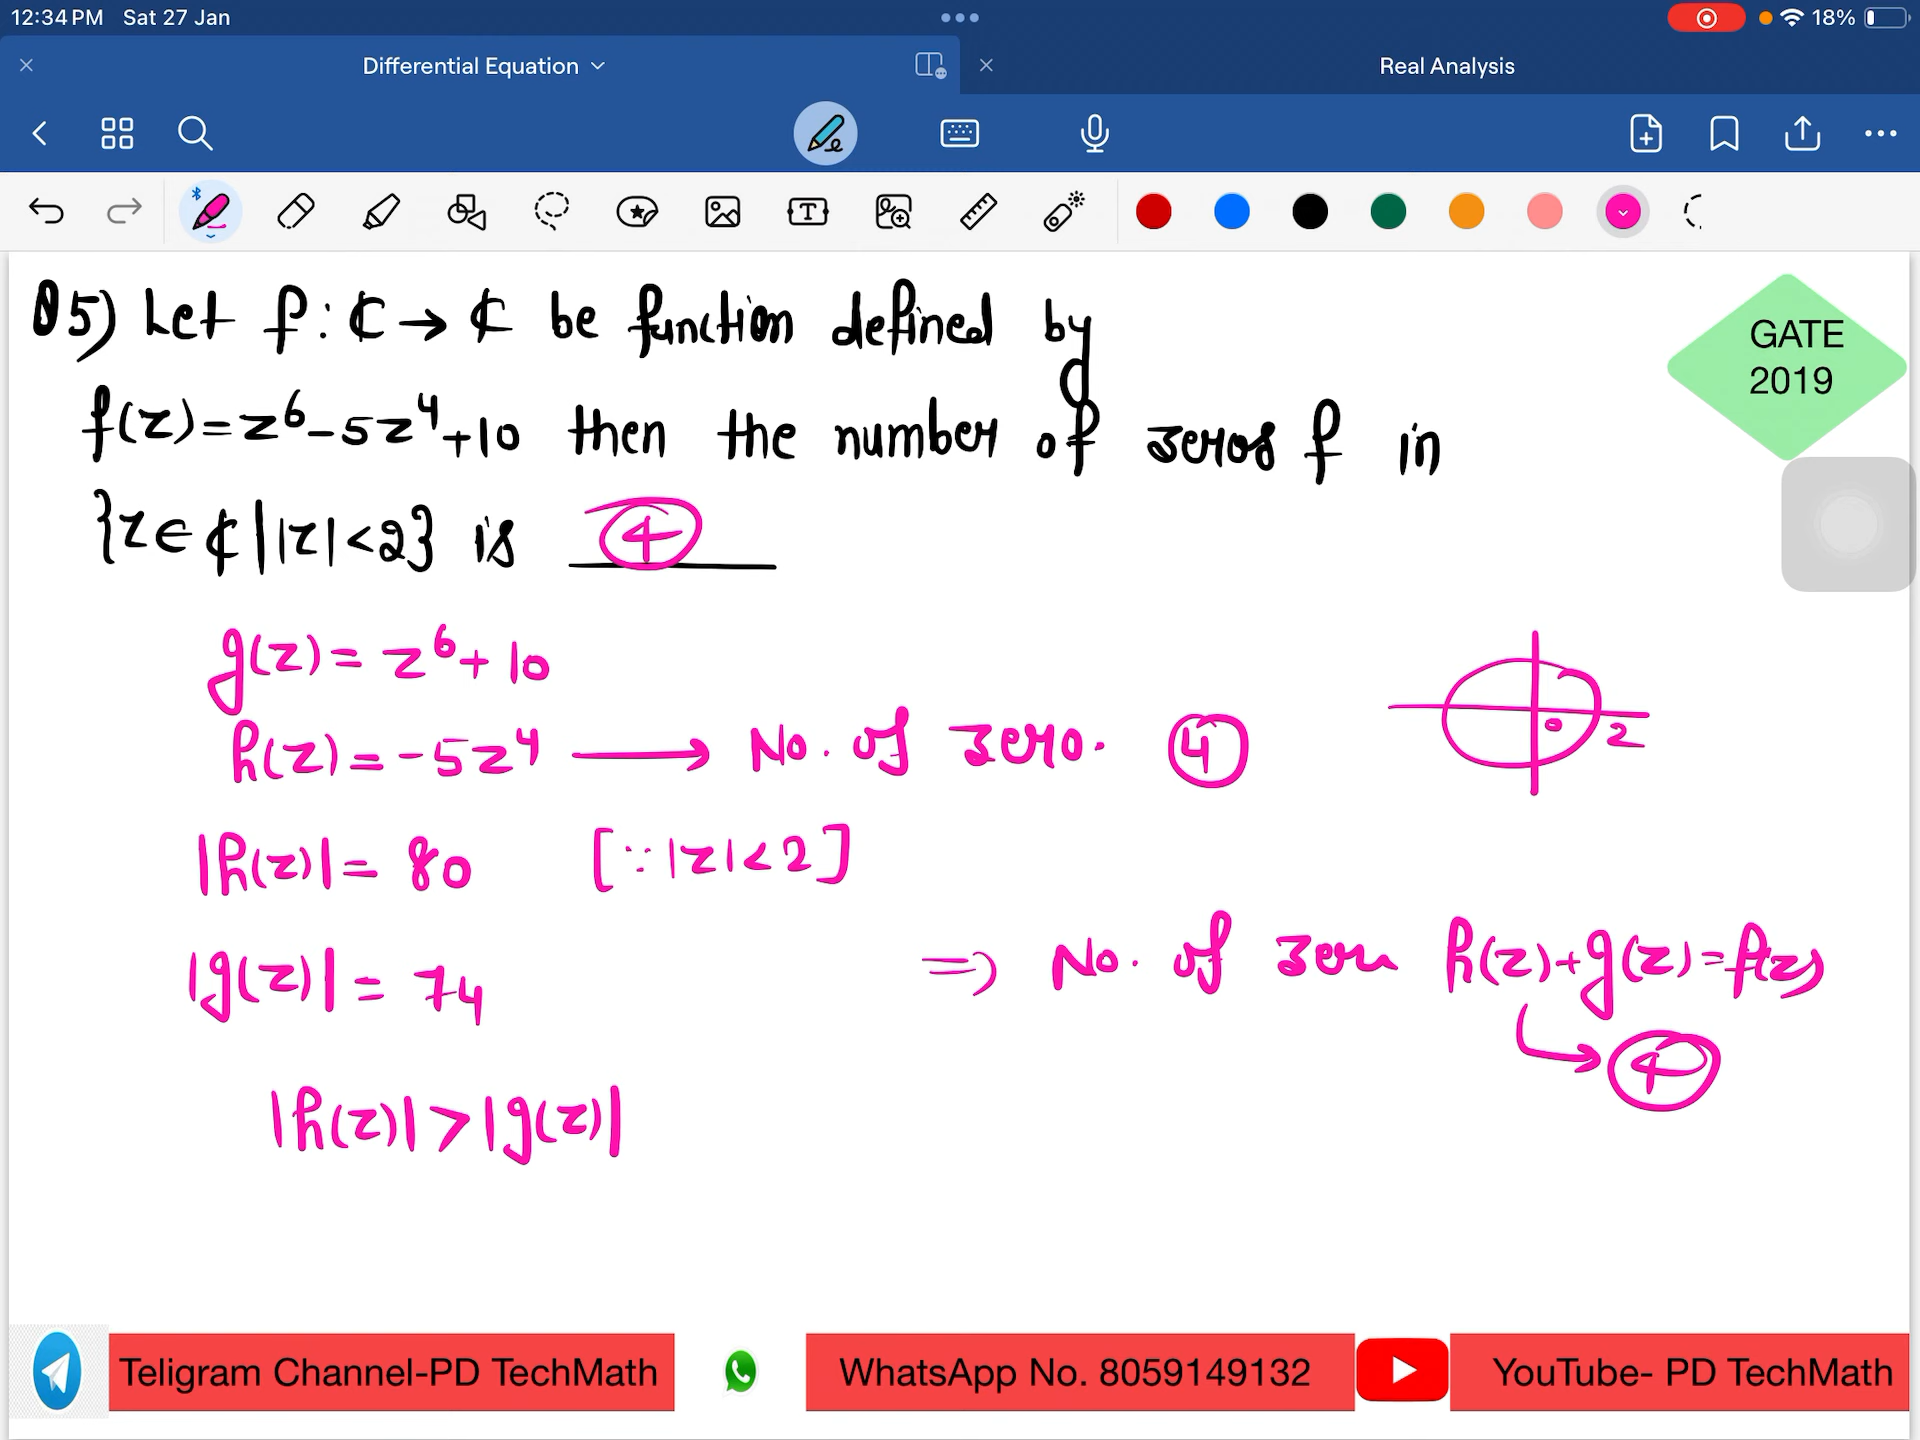 12:34 PM Sat 27 Jan
18%
Differential Equation
Real Analysis
Q5) Let f: ℂ → ℂ be function defined by
f(z)=z⁶-5z⁴+10 then the number of zeros f in
{z∈ℂ||z|<2} is ④
GATE
2019
g(z)= z⁶+10
h(z)=-5z⁴ ⟶ No. of zero. ④
0 2
|h(z)|= 80 [∵|z|<2]
|g(z)|= 74
⇒ No. of zero h(z)+g(z)=f(z)
④
|h(z)|>|g(z)|
Teligram Channel-PD TechMath
WhatsApp No. 8059149132
YouTube- PD TechMath